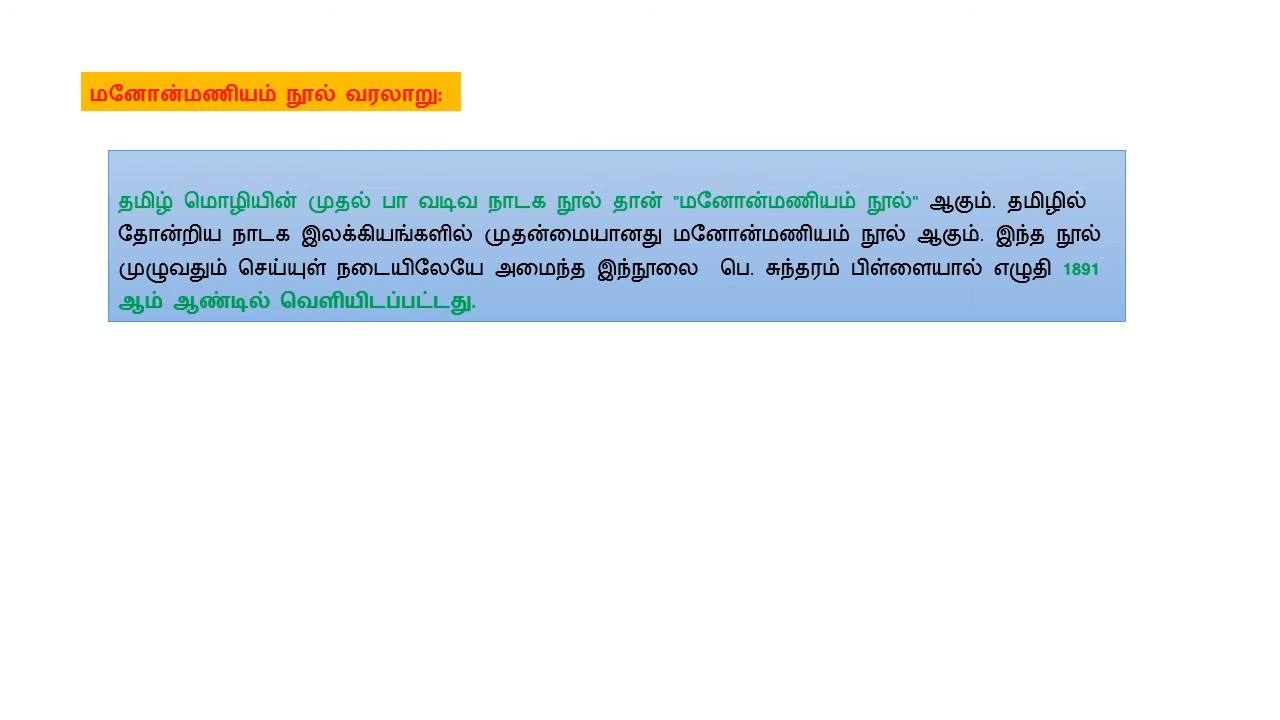 மனோன்மணியம் நூல் வரலாறு:
தமிழ் மொழியின் முதல் பா வடிவ நாடக நூல் தான் "மனோன்மணியம் நூல்" ஆகும். தமிழில்
தோன்றிய நாடக இலக்கியங்களில் முதன்மையானது மனோன்மணியம் நூல் ஆகும். இந்த நூல்
முழுவதும் செய்யுள் நடையிலேயே அமைந்த இந்நூலை பெ. சுந்தரம் பிள்ளையால் எழுதி 1891
ஆம் ஆண்டில் வெளியிடப்பட்டது.